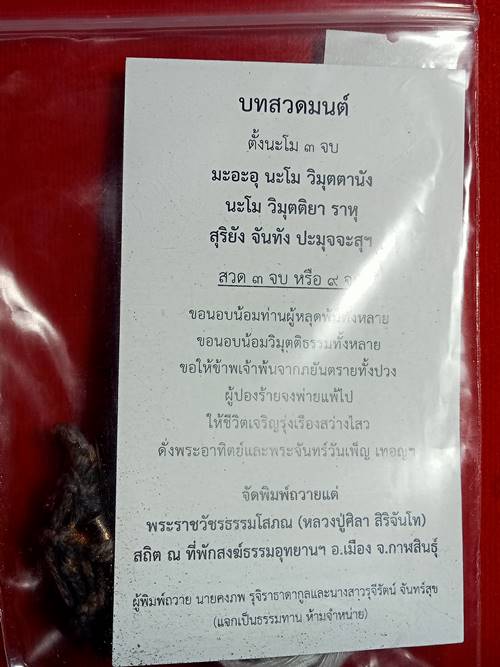 บทสวดมนต์
ตั้งนะโม ๓ จบ
มะอะอุ นะโม วิมุตตานัง
นะโม วิมุตติยา ราหุ
สุริยัง จันทัง ปะมุจจะสุฯ
สวด ๓ จบ หรือ ๙ จบ
ขอนอบน้อมท่านผู้หลุดพ้นทั้งหลาย
ขอนอบน้อมวิมุตติธรรมทั้งหลาย
ขอให้ข้าพเจ้าพ้นจากภยันตรายทั้งปวง
ผู้ปองร้ายจงพ่ายแพ้ไป
ให้ชีวิตเจริญรุ่งเรืองสว่างไสว
ดั่งพระอาทิตย์และพระจันทร์วันเพ็ญ เทอญฯ
จัดพิมพ์ถวายแด่
พระราชวัชรธรรมโสภณ (หลวงปู่ศิลา สิริจันโท)
สถิต ณ ที่พักสงฆ์ธรรมอุทยานฯ อ.เมือง จ.กาฬสินธุ์
ผู้พิมพ์ถวาย นายคงภพ รุจิราธาดากูลและนางสาวรุจีรัตน์ จันทร์สุข
(แจกเป็นธรรมทาน ห้ามจำหน่าย)